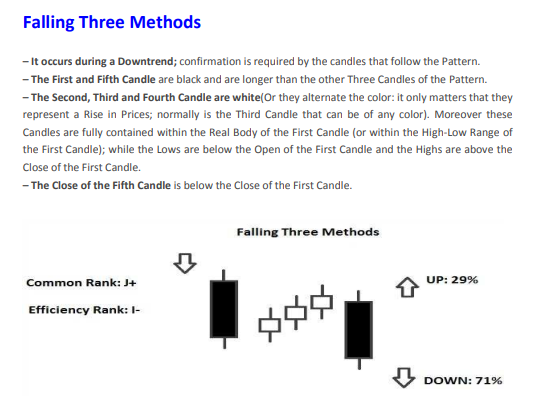 Falling Three Methods
– It occurs during a Downtrend; confirmation is required by the candles that follow the Pattern.
– The First and Fifth Candle are black and are longer than the other Three Candles of the Pattern.
– The Second, Third and Fourth Candle are white(Or they alternate the color: it only matters that they
represent a Rise in Prices; normally is the Third Candle that can be of any color). Moreover these
Candles are fully contained within the Real Body of the First Candle (or within the High-Low Range of
the First Candle); while the Lows are below the Open of the First Candle and the Highs are above the
Close of the First Candle.
– The Close of the Fifth Candle is below the Close of the First Candle.
Falling Three Methods
Common Rank: J+
UP: 29%
Efficiency Rank: I-
DOWN: 71%